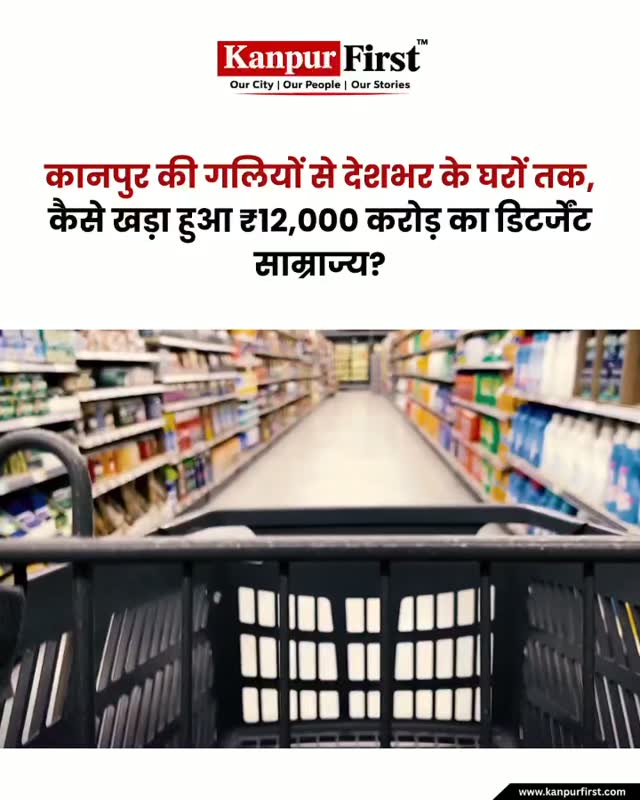 Kanpur First™
Our City | Our People | Our Stories
कानपुर की गलियों से देशभर के घरों तक,
कैसे खड़ा हुआ ₹12,000 करोड़ का डिटर्जेंट
साम्राज्य?
www.kanpurfirst.com